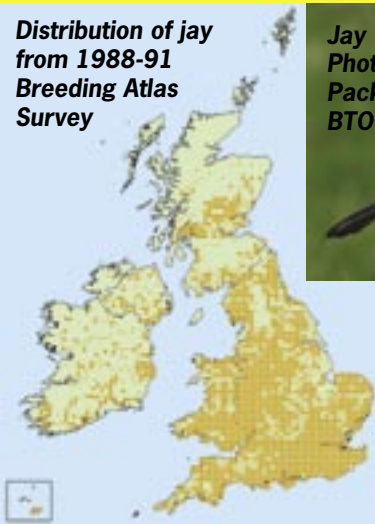 Distribution of jay
from 1988-91
Breeding Atlas
Survey
Jay
Phot
Pack
BTO